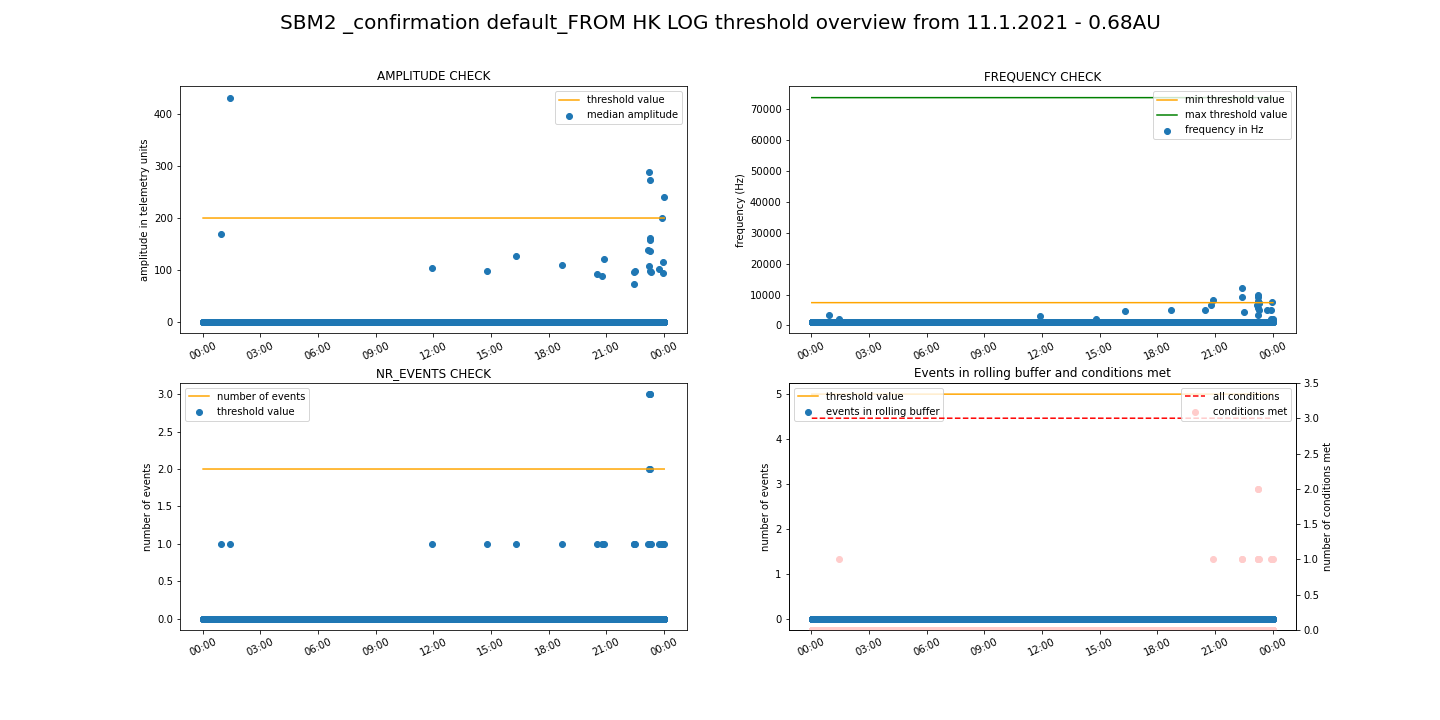 SBM2 _confirmation default_FROM HK LOG threshold overview from 11.1.2021 - 0.68AU
AMPLITUDE CHECK
threshold value
median amplitude
amplitude in telemetry units
400
300
200
100
0
00:00 03:00 06:00 09:00 12:00 15:00 18:00 21:00 00:00
FREQUENCY CHECK
min threshold value
max threshold value
frequency in Hz
frequency (Hz)
70000
60000
50000
40000
30000
20000
10000
0
00:00 03:00 06:00 09:00 12:00 15:00 18:00 21:00 00:00
NR_EVENTS CHECK
number of events
threshold value
number of events
3.0
2.5
2.0
1.5
1.0
0.5
0.0
00:00 03:00 06:00 09:00 12:00 15:00 18:00 21:00 00:00
Events in rolling buffer and conditions met
threshold value
events in rolling buffer
all conditions
conditions met
number of events
5
4
3
2
1
0
3.5
3.0
2.5
2.0
1.5
1.0
0.5
0.0
number of conditions met
00:00 03:00 06:00 09:00 12:00 15:00 18:00 21:00 00:00